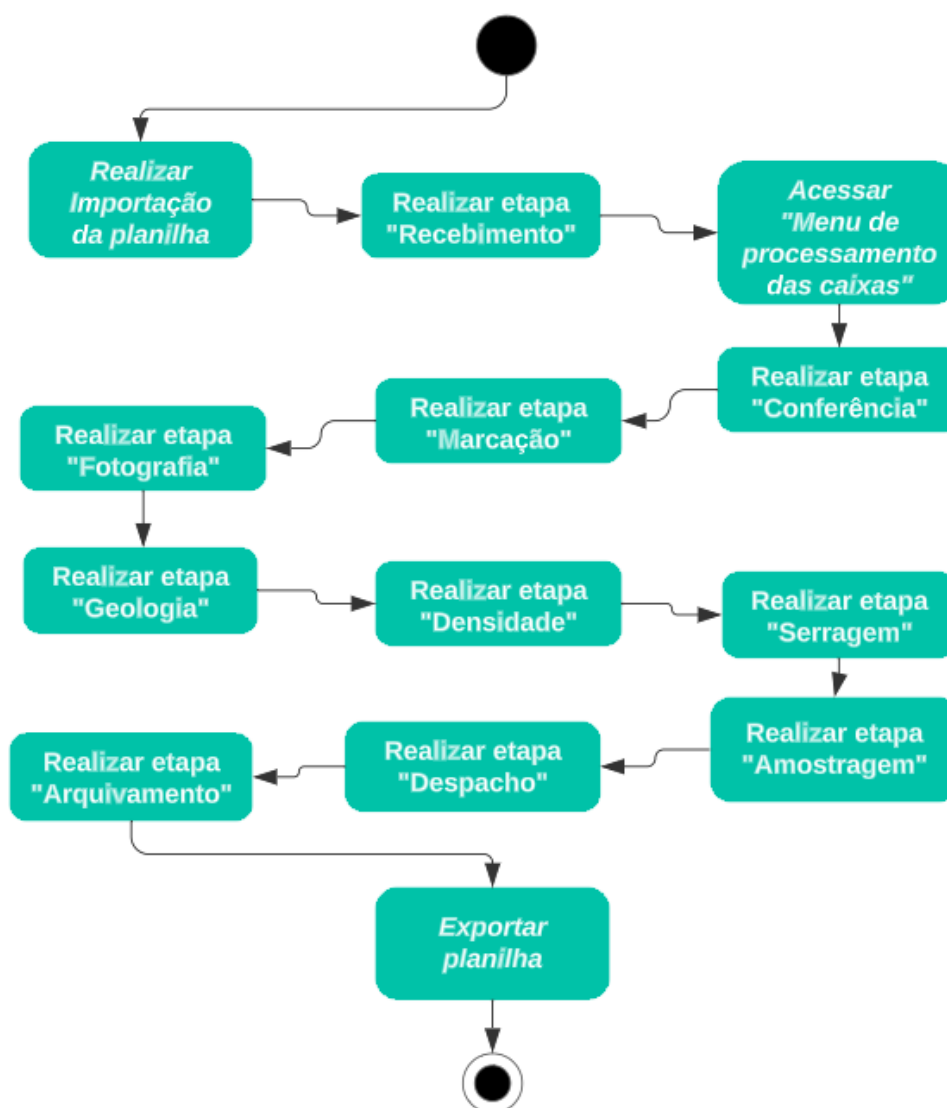 Realizar
Importação
da planilha
Realizar etapa
"Recebimento"
Acessar
"Menu de
processamento
das caixas"
Realizar etapa
"Conferência"
Realizar etapa
"Marcação"
Realizar etapa
"Fotografia"
Realizar etapa
"Geologia"
Realizar etapa
"Densidade"
Realizar etapa
"Serragem"
Realizar etapa
"Amostragem"
Realizar etapa
"Despacho"
Realizar etapa
"Arquivamento"
Exportar
planilha